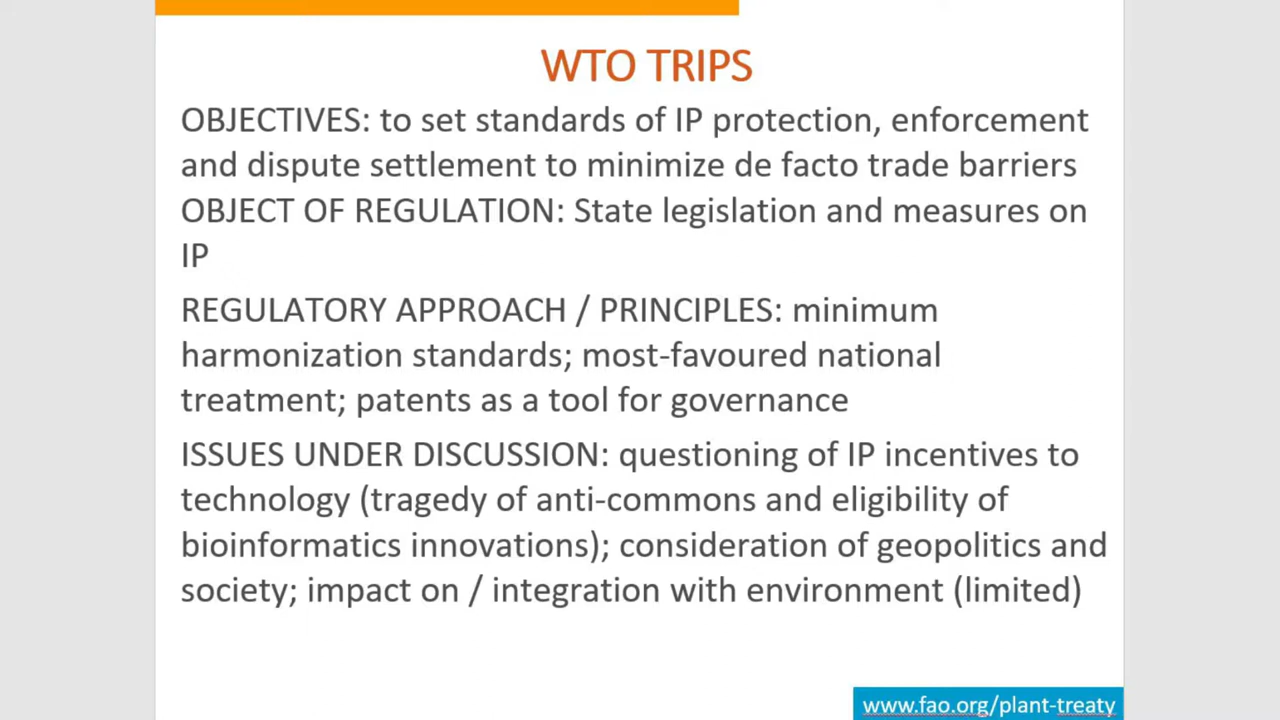 WTO TRIPS
OBJECTIVES: to set standards of IP protection, enforcement
and dispute settlement to minimize de facto trade barriers
OBJECT OF REGULATION: State legislation and measures on
IP
REGULATORY APPROACH / PRINCIPLES: minimum
harmonization standards; most-favoured national
treatment; patents as a tool for governance
ISSUES UNDER DISCUSSION: questioning of IP incentives to
technology (tragedy of anti-commons and eligibility of
bioinformatics innovations); consideration of geopolitics and
society; impact on / integration with environment (limited)
www.fao.org/plant-treaty